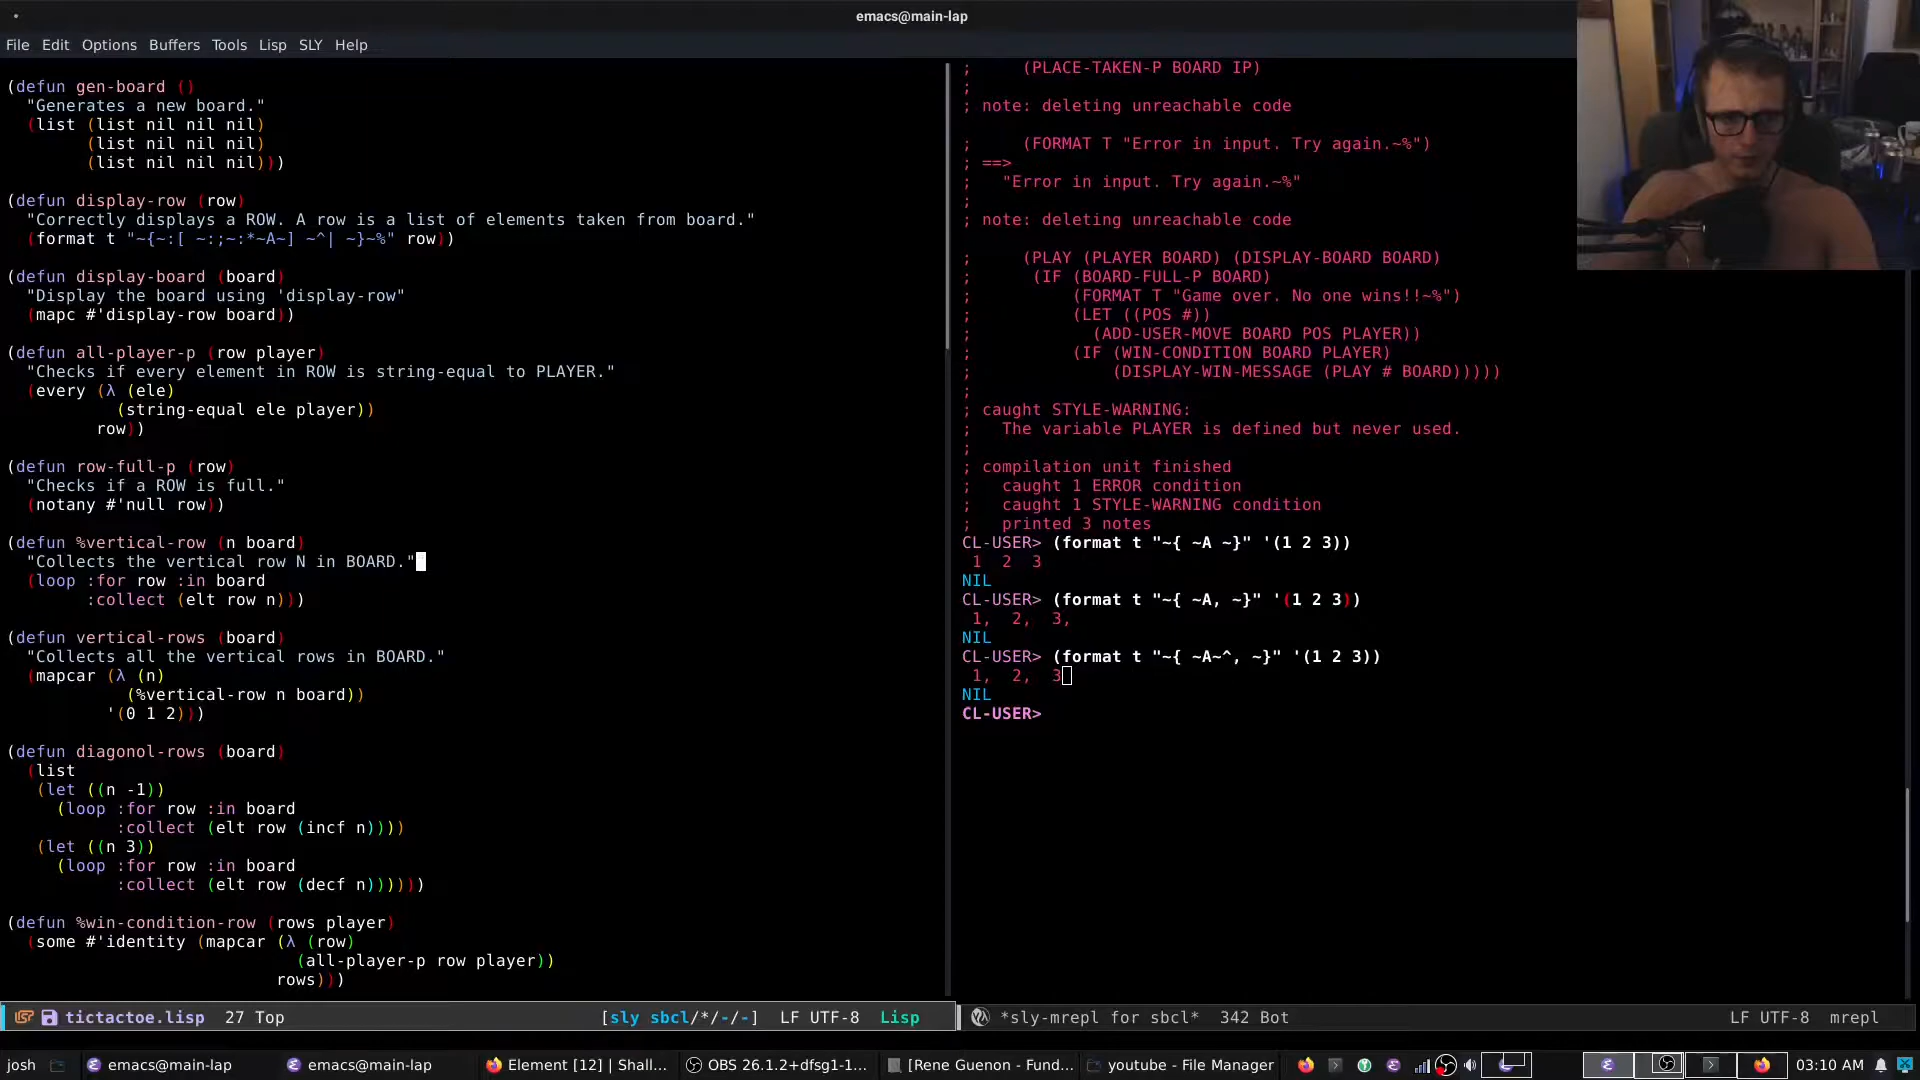 emacs@main-lap
File Edit Options Buffers Tools Lisp SLY Help
(defun gen-board ()
  "Generates a new board."
  (list (list nil nil nil)
        (list nil nil nil)
        (list nil nil nil)))
(defun display-row (row)
  "Correctly displays a ROW. A row is a list of elements taken from board."
  (format t "~{~:[ ~:;~:*~A~] ~^| ~}~%" row))
(defun display-board (board)
  "Display the board using 'display-row"
  (mapc #'display-row board))
(defun all-player-p (row player)
  "Checks if every element in ROW is string-equal to PLAYER."
  (every (λ (ele)
           (string-equal ele player))
         row))
(defun row-full-p (row)
  "Checks if a ROW is full."
  (notany #'null row))
(defun %vertical-row (n board)
  "Collects the vertical row N in BOARD."
  (loop :for row :in board
        :collect (elt row n)))
(defun vertical-rows (board)
  "Collects all the vertical rows in BOARD."
  (mapcar (λ (n)
            (%vertical-row n board))
          '(0 1 2)))
(defun diagonol-rows (board)
  (list
   (let ((n -1))
     (loop :for row :in board
           :collect (elt row (incf n))))
   (let ((n 3))
     (loop :for row :in board
           :collect (elt row (decf n))))))
(defun %win-condition-row (rows player)
  (some #'identity (mapcar (λ (row)
                             (all-player-p row player))
                           rows)))
tictactoe.lisp 27 Top [sly sbcl/*/-/-] LF UTF-8 Lisp
;     (PLACE-TAKEN-P BOARD IP)
;
; note: deleting unreachable code
;     (FORMAT T "Error in input. Try again.~%")
; ==>
;   "Error in input. Try again.~%"
;
; note: deleting unreachable code
;     (PLAY (PLAYER BOARD) (DISPLAY-BOARD BOARD)
;      (IF (BOARD-FULL-P BOARD)
;          (FORMAT T "Game over. No one wins!!~%")
;          (LET ((POS #))
;            (ADD-USER-MOVE BOARD POS PLAYER))
;          (IF (WIN-CONDITION BOARD PLAYER)
;              (DISPLAY-WIN-MESSAGE (PLAY # BOARD)))))
;
; caught STYLE-WARNING:
;   The variable PLAYER is defined but never used.
;
; compilation unit finished
;   caught 1 ERROR condition
;   caught 1 STYLE-WARNING condition
;   printed 3 notes
CL-USER> (format t "~{ ~A ~}" '(1 2 3))
 1  2  3
NIL
CL-USER> (format t "~{ ~A, ~}" '(1 2 3))
 1,  2,  3,
NIL
CL-USER> (format t "~{ ~A~^, ~}" '(1 2 3))
 1,  2,  3
NIL
CL-USER>
*sly-mrepl for sbcl* 342 Bot LF UTF-8 mrepl
josh emacs@main-lap emacs@main-lap Element [12] | Shall... OBS 26.1.2+dfsg1-1... [Rene Guenon - Fund... youtube - File Manager 03:10 AM